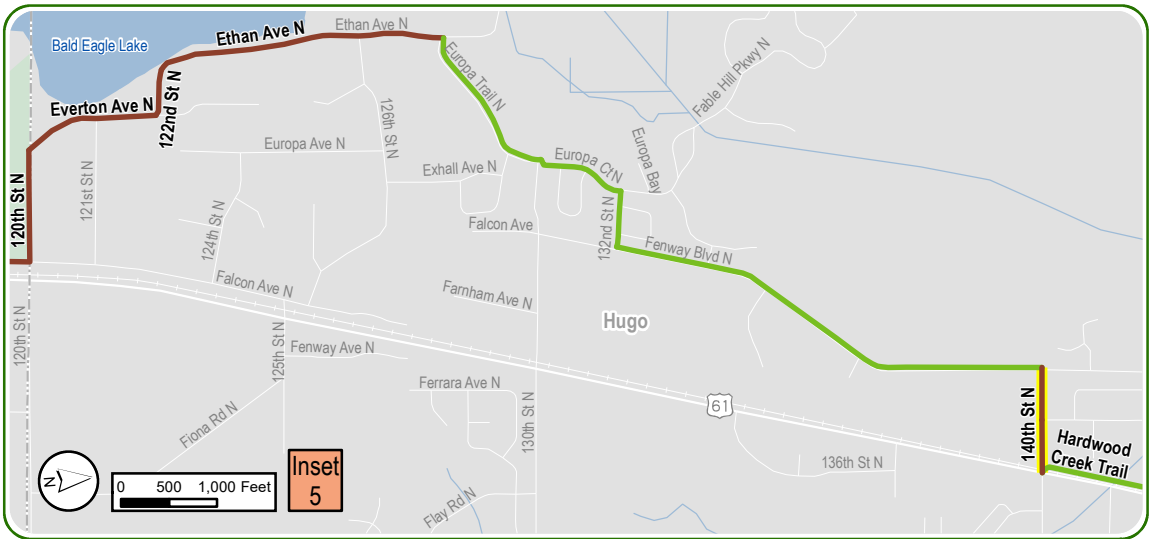 Bald Eagle Lake
Ethan Ave N
Ethan Ave N
Everton Ave N
122nd St N
120th St N
121st St N
Europa Ave N
124th St N
126th St N
Europa Trail N
Exhall Ave N
Falcon Ave
Europa Ct N
Europa Bay
Fable Hill Pkwy N
132nd St N
Fenway Blvd N
Falcon Ave N
Farnham Ave N
Hugo
120th St N
125th St N
Fenway Ave N
Ferrara Ave N
Fiona Rd N
130th St N
61
136th St N
140th St N
Hardwood
Creek Trail
Flay Rd N
N
0 500 1,000 Feet
Inset
5